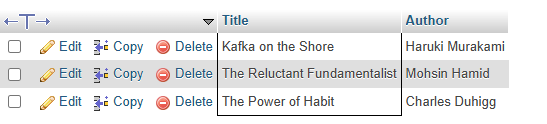 ←T→ Title Author
Edit Copy Delete Kafka on the Shore Haruki Murakami
Edit Copy Delete The Reluctant Fundamentalist Mohsin Hamid
Edit Copy Delete The Power of Habit Charles Duhigg